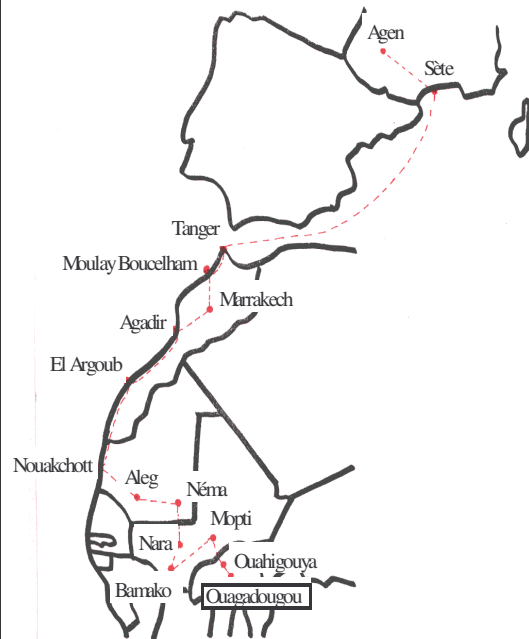 Agen
Sète
Tanger
Moulay Boucelham
Marrakech
Agadir
El Argoub
Nouakchott
Aleg
Néma
Mopti
Nara
Ouahigouya
Bamako
Ouagadougou